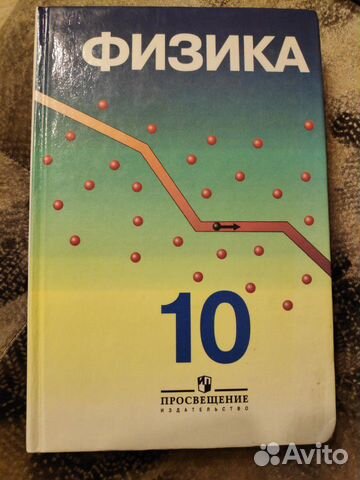 ФИЗИКА
10
ПРОСВЕЩЕНИЕ
ИЗДАТЕЛЬСТВО
Avito